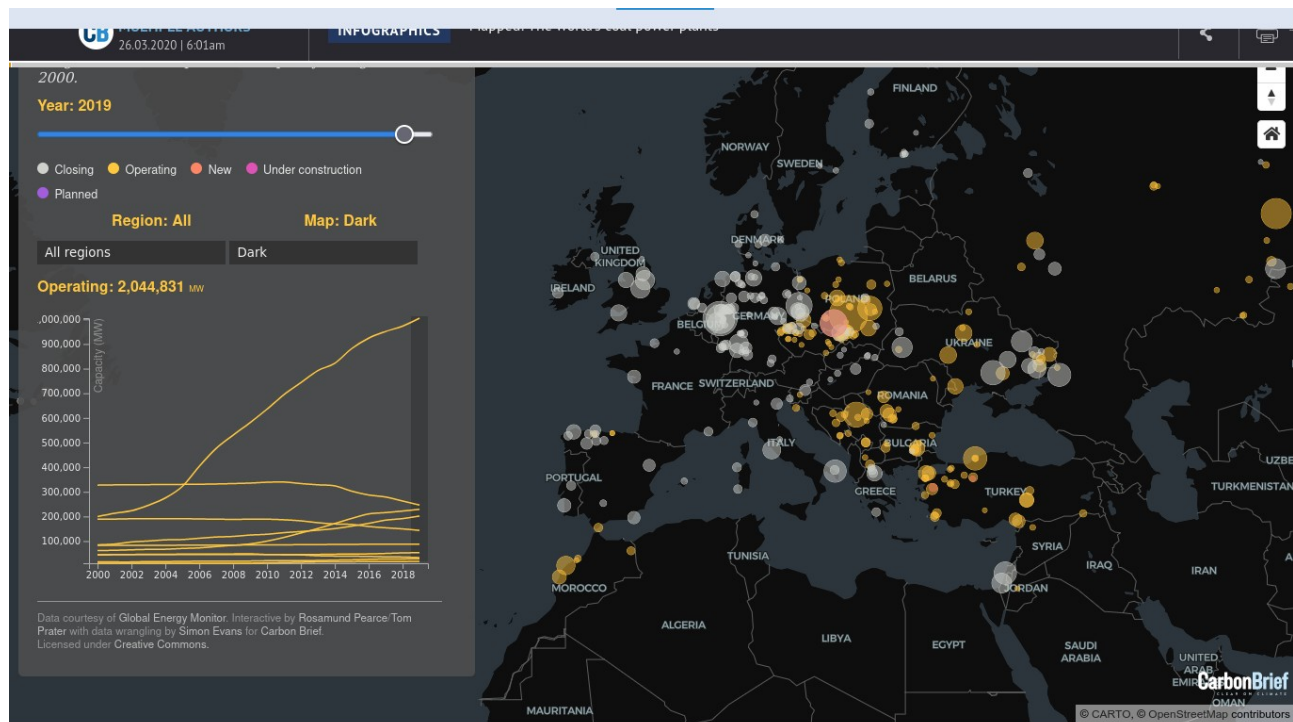 CB
26.03.2020 | 6:01am
INFOGRAPHICS
2000.
Year: 2019
Closing
Operating
New
Under construction
Planned
Region: All
Map: Dark
All regions
Dark
Operating: 2,044,831 MW
Capacity (MW)
,000,000
900,000
800,000
700,000
600,000
500,000
400,000
300,000
200,000
100,000
2000 2002 2004 2006 2008 2010 2012 2014 2016 2018
Data courtesy of Global Energy Monitor. Interactive by Rosamund Pearce/Tom
Prater with data wrangling by Simon Evans for Carbon Brief.
Licensed under Creative Commons.
FINLAND
NORWAY
SWEDEN
DENMARK
UNITED
KINGDOM
IRELAND
BELARUS
POLAND
GERMANY
UKRAINE
FRANCE
SWITZERLAND
ROMANIA
ITALY
BULGARIA
PORTUGAL
GREECE
TURKEY
TURKMENISTAN
UZBE
SYRIA
TUNISIA
IRAQ
IRAN
MOROCCO
JORDAN
ALGERIA
LIBYA
EGYPT
SAUDI
ARABIA
UNITED
ARAB
MAURITANIA
OMAN
CarbonBrief
CLEAR ON CLIMATE
© CARTO, © OpenStreetMap contributors